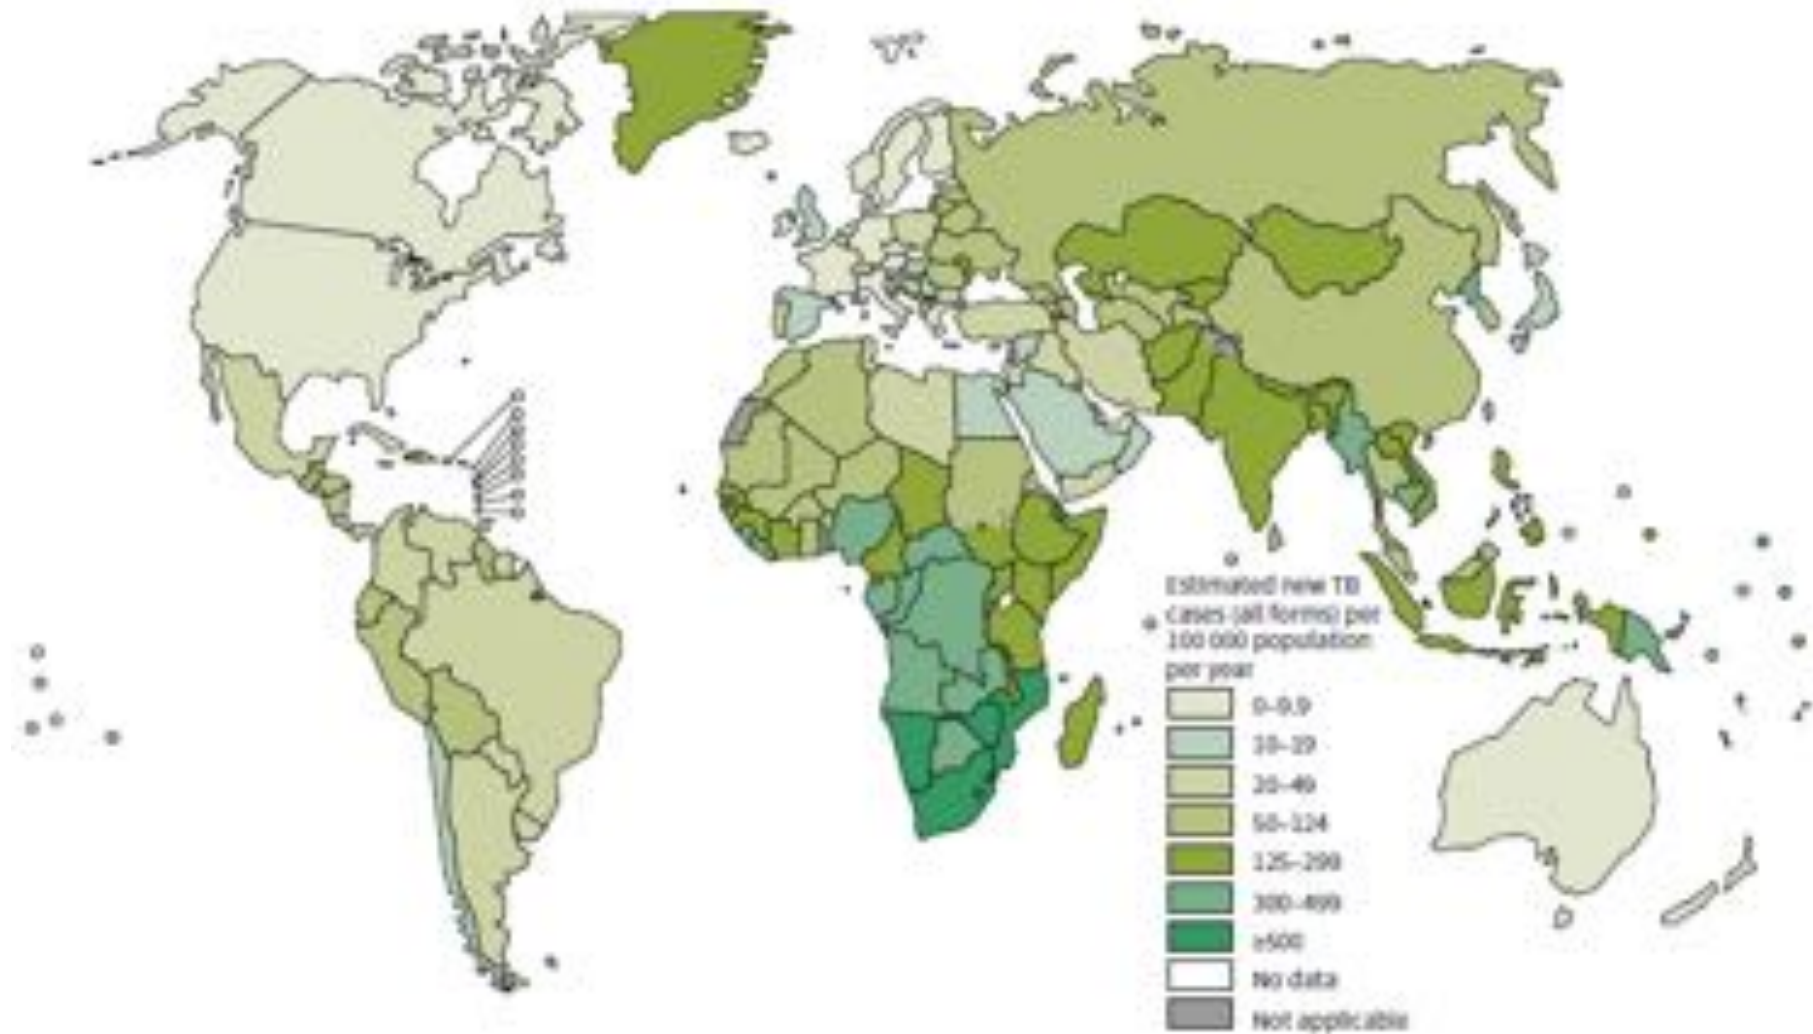 Estimated new TB
cases (all forms) per
100 000 population
per year
0–9.9
10–19
20–49
50–124
125–299
300–499
≥500
No data
Not applicable